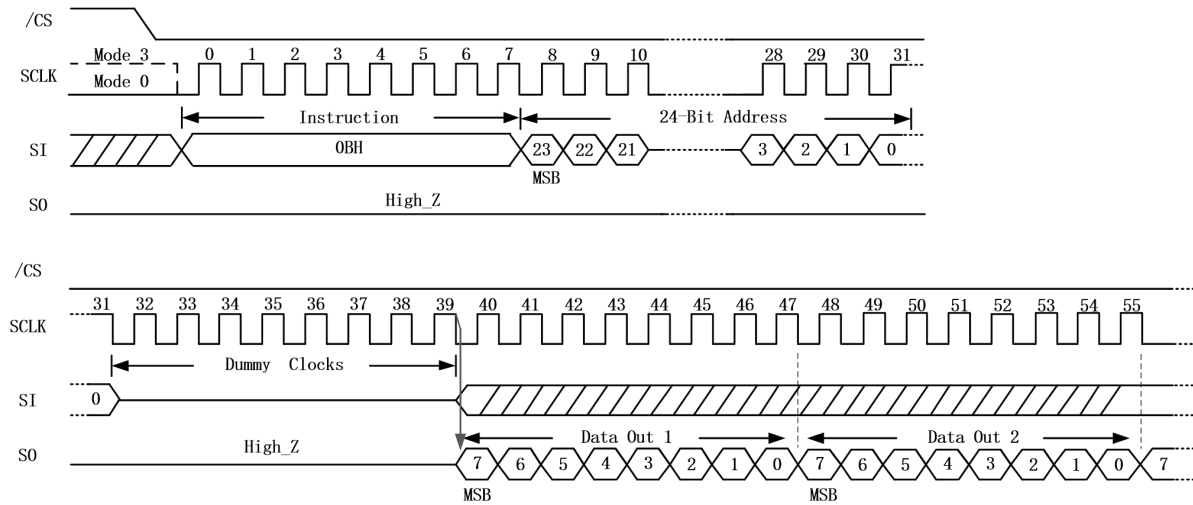 /CS
Mode 3 0 1 2 3 4 5 6 7 8 9 10 28 29 30 31
SCLK
Mode 0
Instruction 24-Bit Address
SI 0BH 23 22 21 3 2 1 0
MSB
SO High_Z
/CS
31 32 33 34 35 36 37 38 39 40 41 42 43 44 45 46 47 48 49 50 51 52 53 54 55
SCLK
Dummy Clocks
SI 0
Data Out 1 Data Out 2
SO High_Z 7 6 5 4 3 2 1 0 7 6 5 4 3 2 1 0 7
MSB MSB